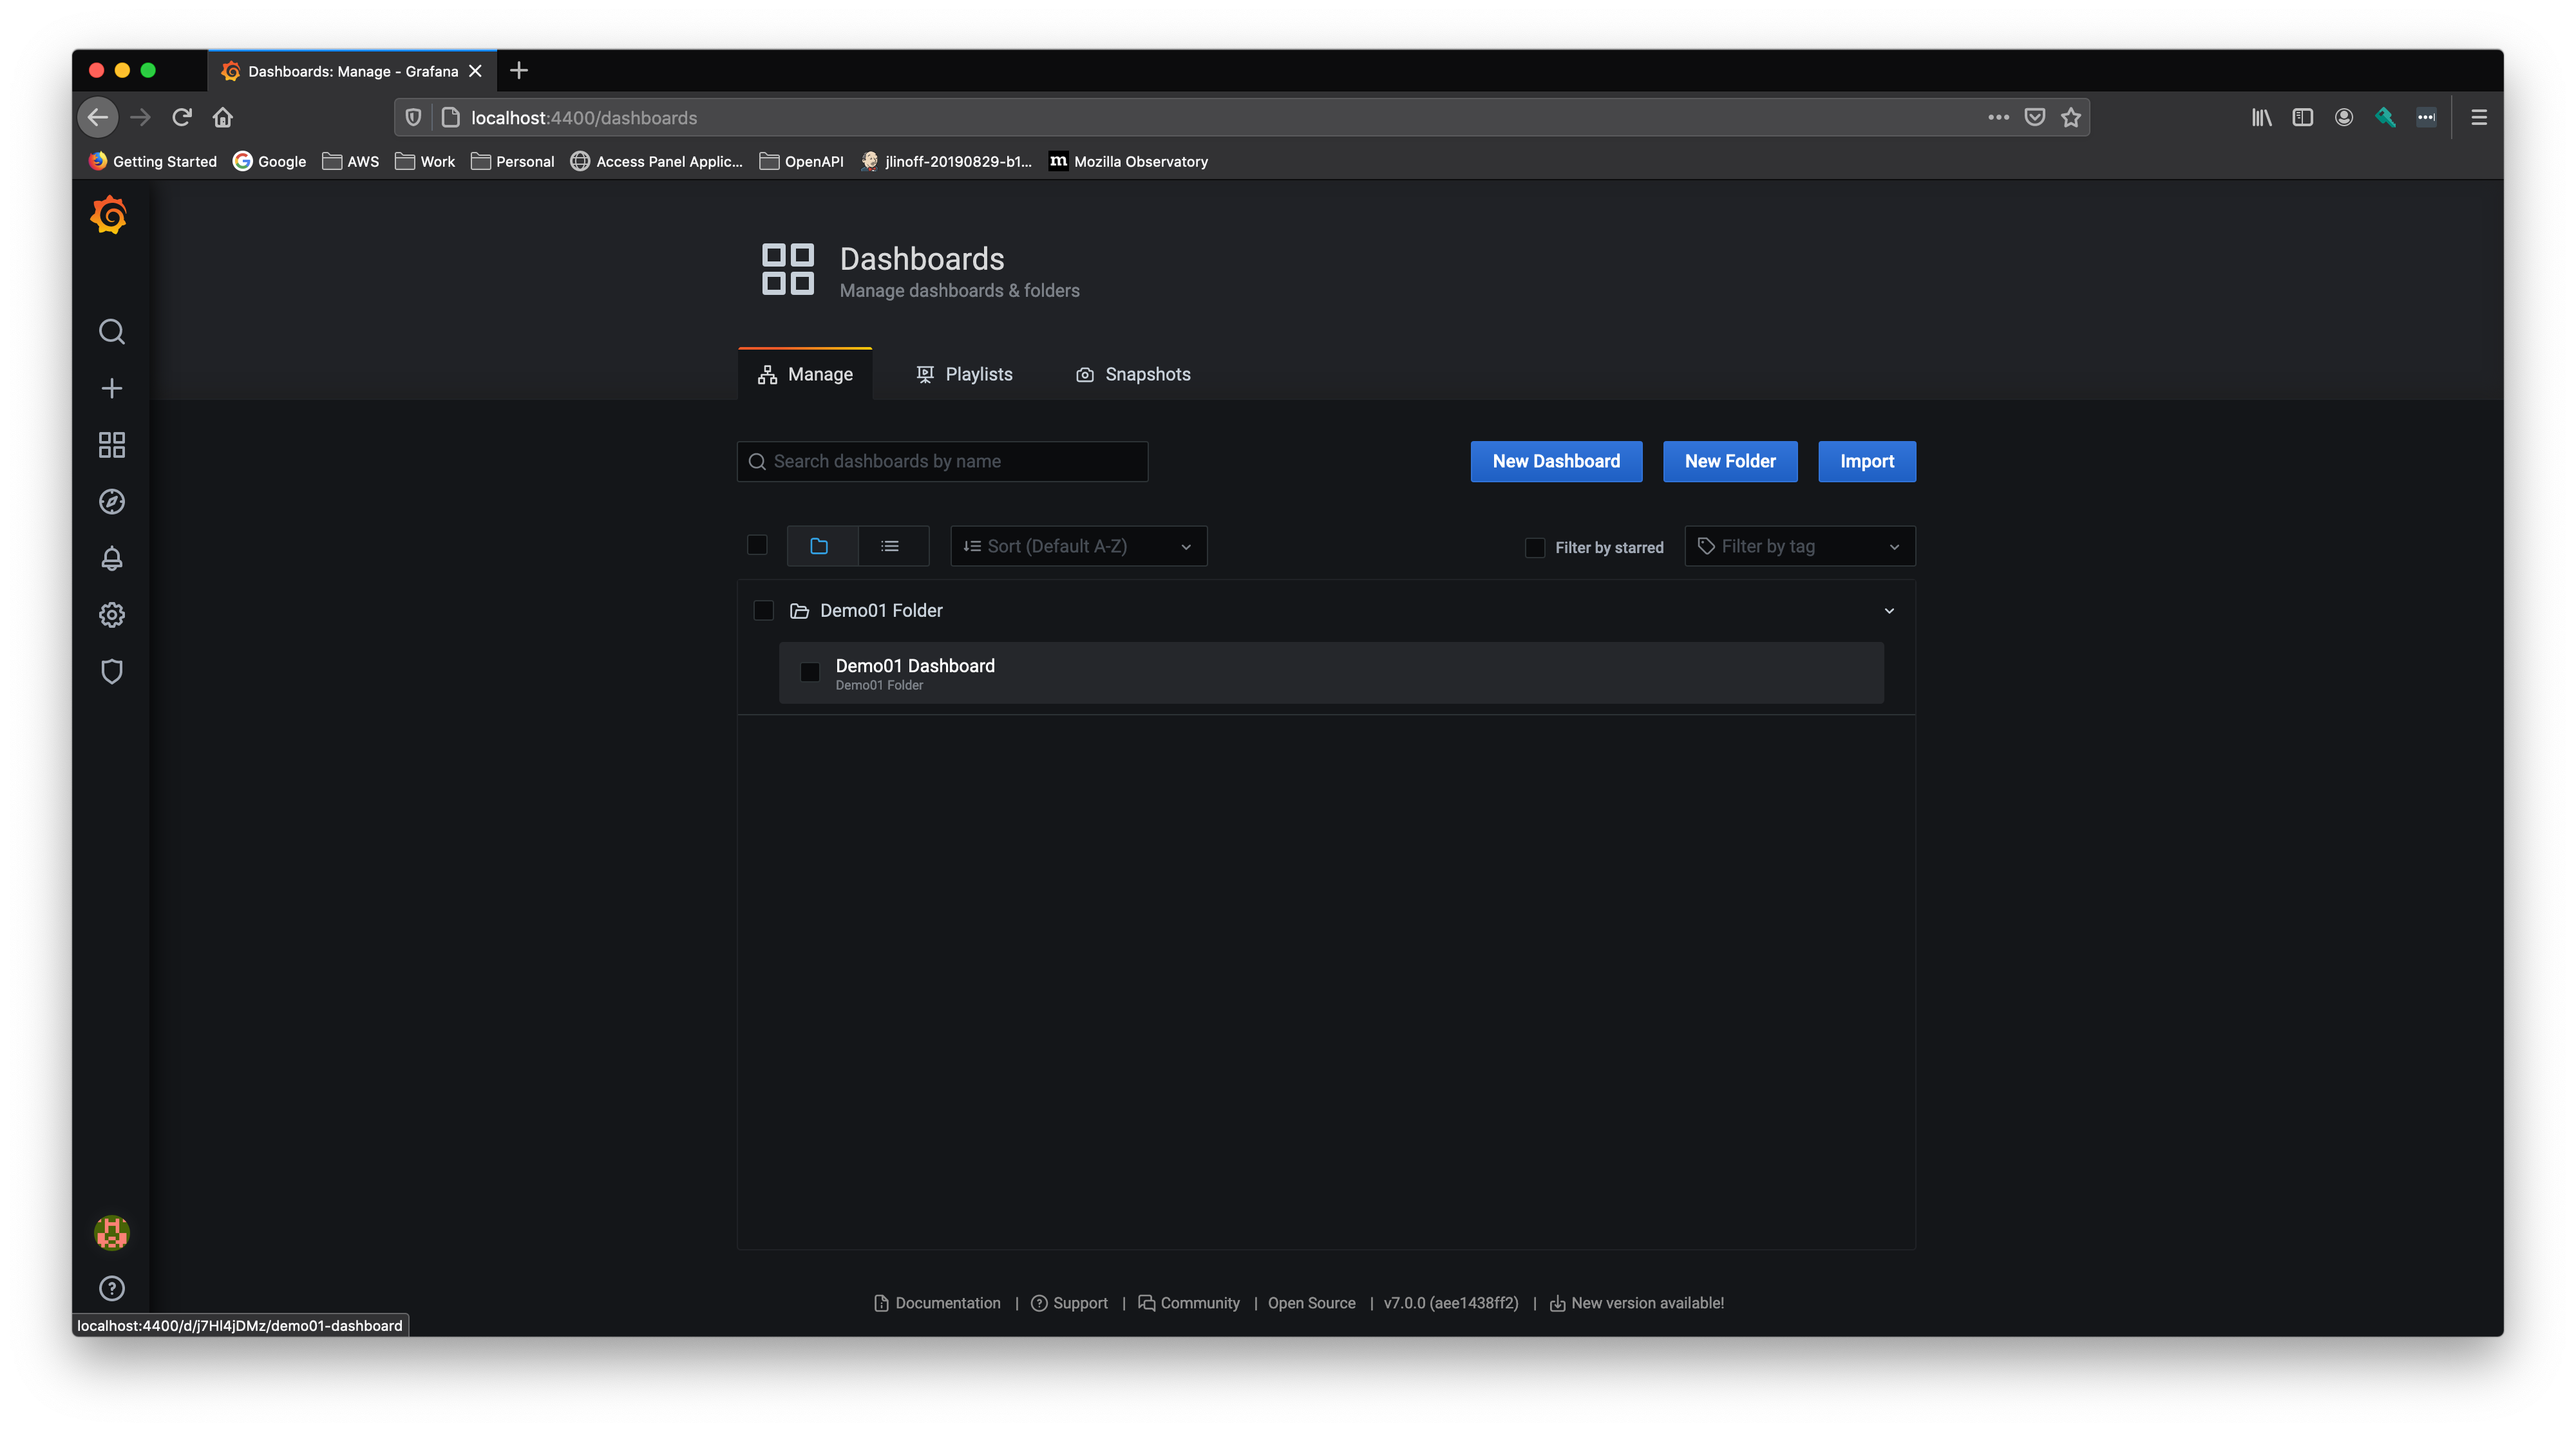 Dashboards: Manage - Grafana
localhost:4400/dashboards
Getting Started Google AWS Work Personal Access Panel Applic... OpenAPI jlinoff-20190829-b1... m Mozilla Observatory
Dashboards
Manage dashboards & folders
Manage Playlists Snapshots
Search dashboards by name New Dashboard New Folder Import
Sort (Default A-Z) Filter by starred Filter by tag
Demo01 Folder
Demo01 Dashboard
Demo01 Folder
Documentation | Support | Community | Open Source | v7.0.0 (aee1438ff2) | New version available!
localhost:4400/d/j7Hl4jDMz/demo01-dashboard